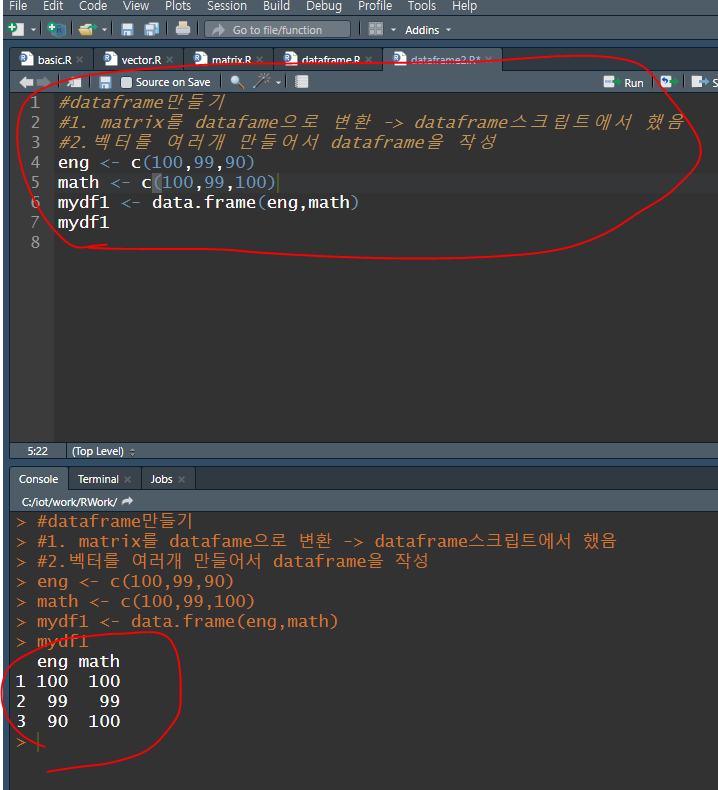 File Edit Code View Plots Session Build Debug Profile Tools Help
Go to file/function Addins
basic.R vector.R matrix.R dataframe.R dataframe2.R*
Source on Save Run
1 #dataframe만들기
2 #1. matrix를 datafame으로 변환 -> dataframe스크립트에서 했음
3 #2.벡터를 여러개 만들어서 dataframe을 작성
4 eng <- c(100,99,90)
5 math <- c(100,99,100)
6 mydf1 <- data.frame(eng,math)
7 mydf1
8
5:22 (Top Level)
Console Terminal Jobs
C:/iot/work/RWork/
> #dataframe만들기
> #1. matrix를 datafame으로 변환 -> dataframe스크립트에서 했음
> #2.벡터를 여러개 만들어서 dataframe을 작성
> eng <- c(100,99,90)
> math <- c(100,99,100)
> mydf1 <- data.frame(eng,math)
> mydf1
eng math
1 100 100
2 99 99
3 90 100
>